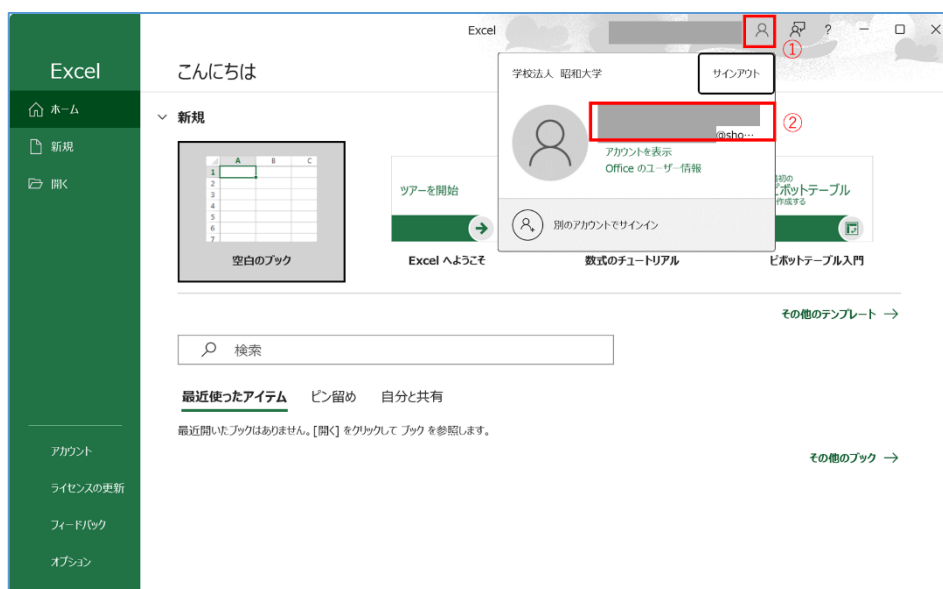 Excel
①
?
Excel
こんにちは
学校法人 昭和大学
サインアウト
②
@sho…
アカウントを表示
Office のユーザー情報
別のアカウントでサインイン
ホーム
新規
開く
新規
A B C
1
2
3
4
5
6
7
空白のブック
ツアーを開始
Excel へようこそ
数式のチュートリアル
最初の
ピボットテーブル
を作成する
ピボットテーブル入門
その他のテンプレート →
検索
最近使ったアイテム ピン留め 自分と共有
最近開いたブックはありません。[開く] をクリックして ブック を参照します。
その他のブック →
アカウント
ライセンスの更新
フィードバック
オプション